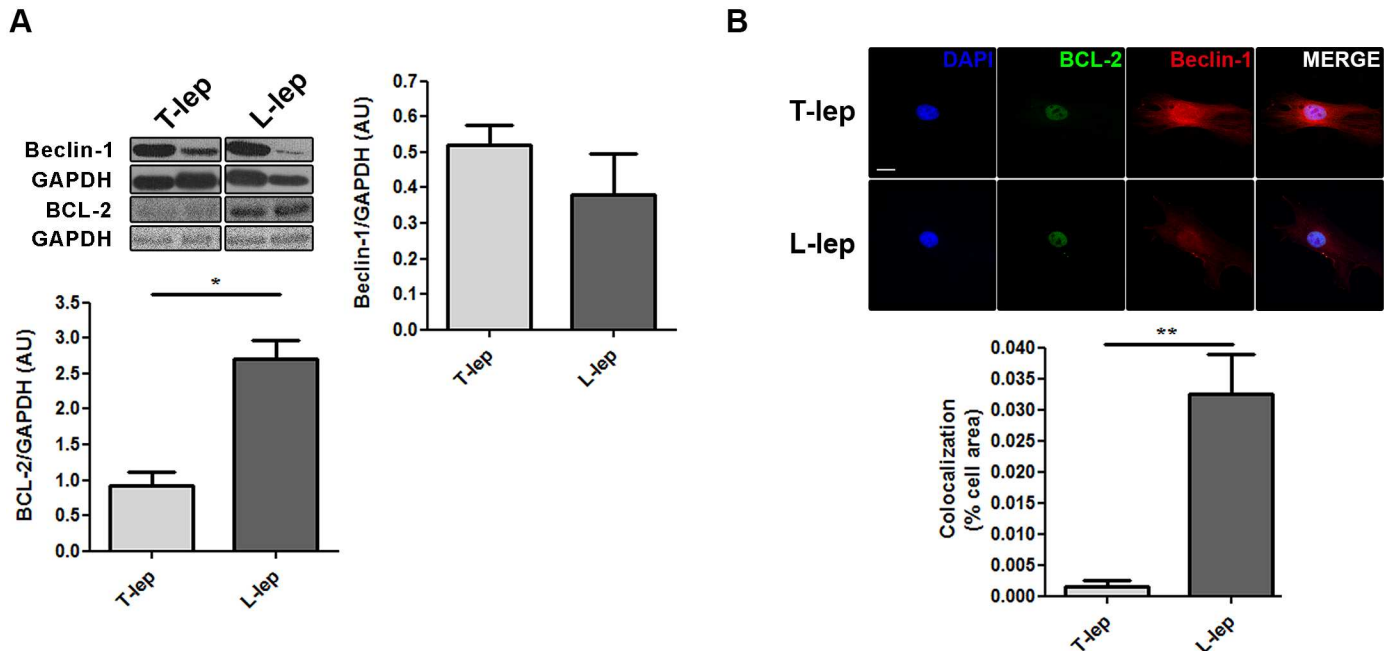 A
T-lep L-lep
Beclin-1
GAPDH
BCL-2
GAPDH
Beclin-1/GAPDH (AU)
0.7
0.6
0.5
0.4
0.3
0.2
0.1
0.0
T-lep L-lep
BCL-2/GAPDH (AU)
*
3.5
3.0
2.5
2.0
1.5
1.0
0.5
0.0
T-lep L-lep
B
DAPI BCL-2 Beclin-1 MERGE
T-lep
L-lep
Colocalization
(% cell area)
**
0.040
0.035
0.030
0.025
0.020
0.015
0.010
0.005
0.000
T-lep L-lep